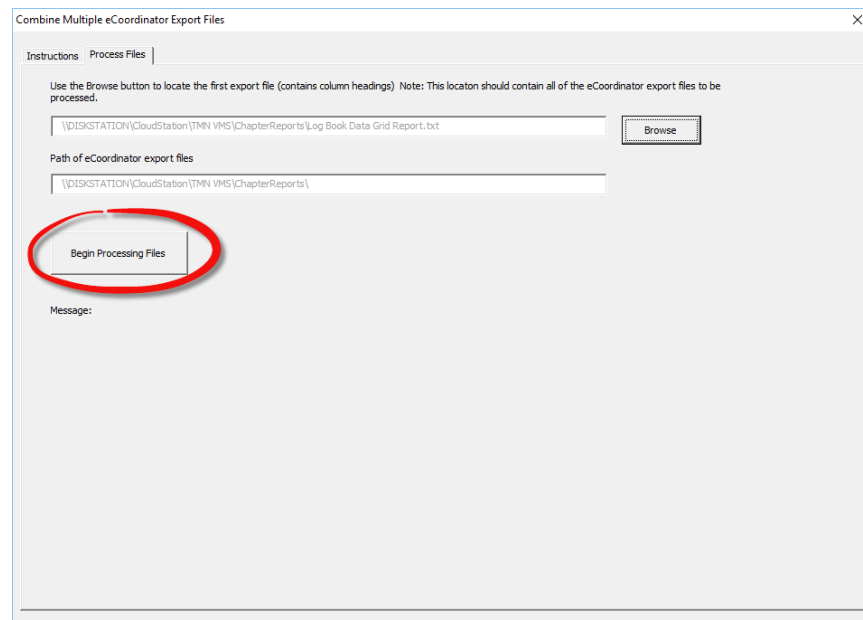 Combine Multiple eCoordinator Export Files
Instructions
Process Files
Use the Browse button to locate the first export file (contains column headings) Note: This locaton should contain all of the eCoordinator export files to be
processed.
\\DISKSTATION\CloudStation\TMN VMS\ChapterReports\Log Book Data Grid Report.txt
Browse
Path of eCoordinator export files
\\DISKSTATION\CloudStation\TMN VMS\ChapterReports\
Begin Processing Files
Message: